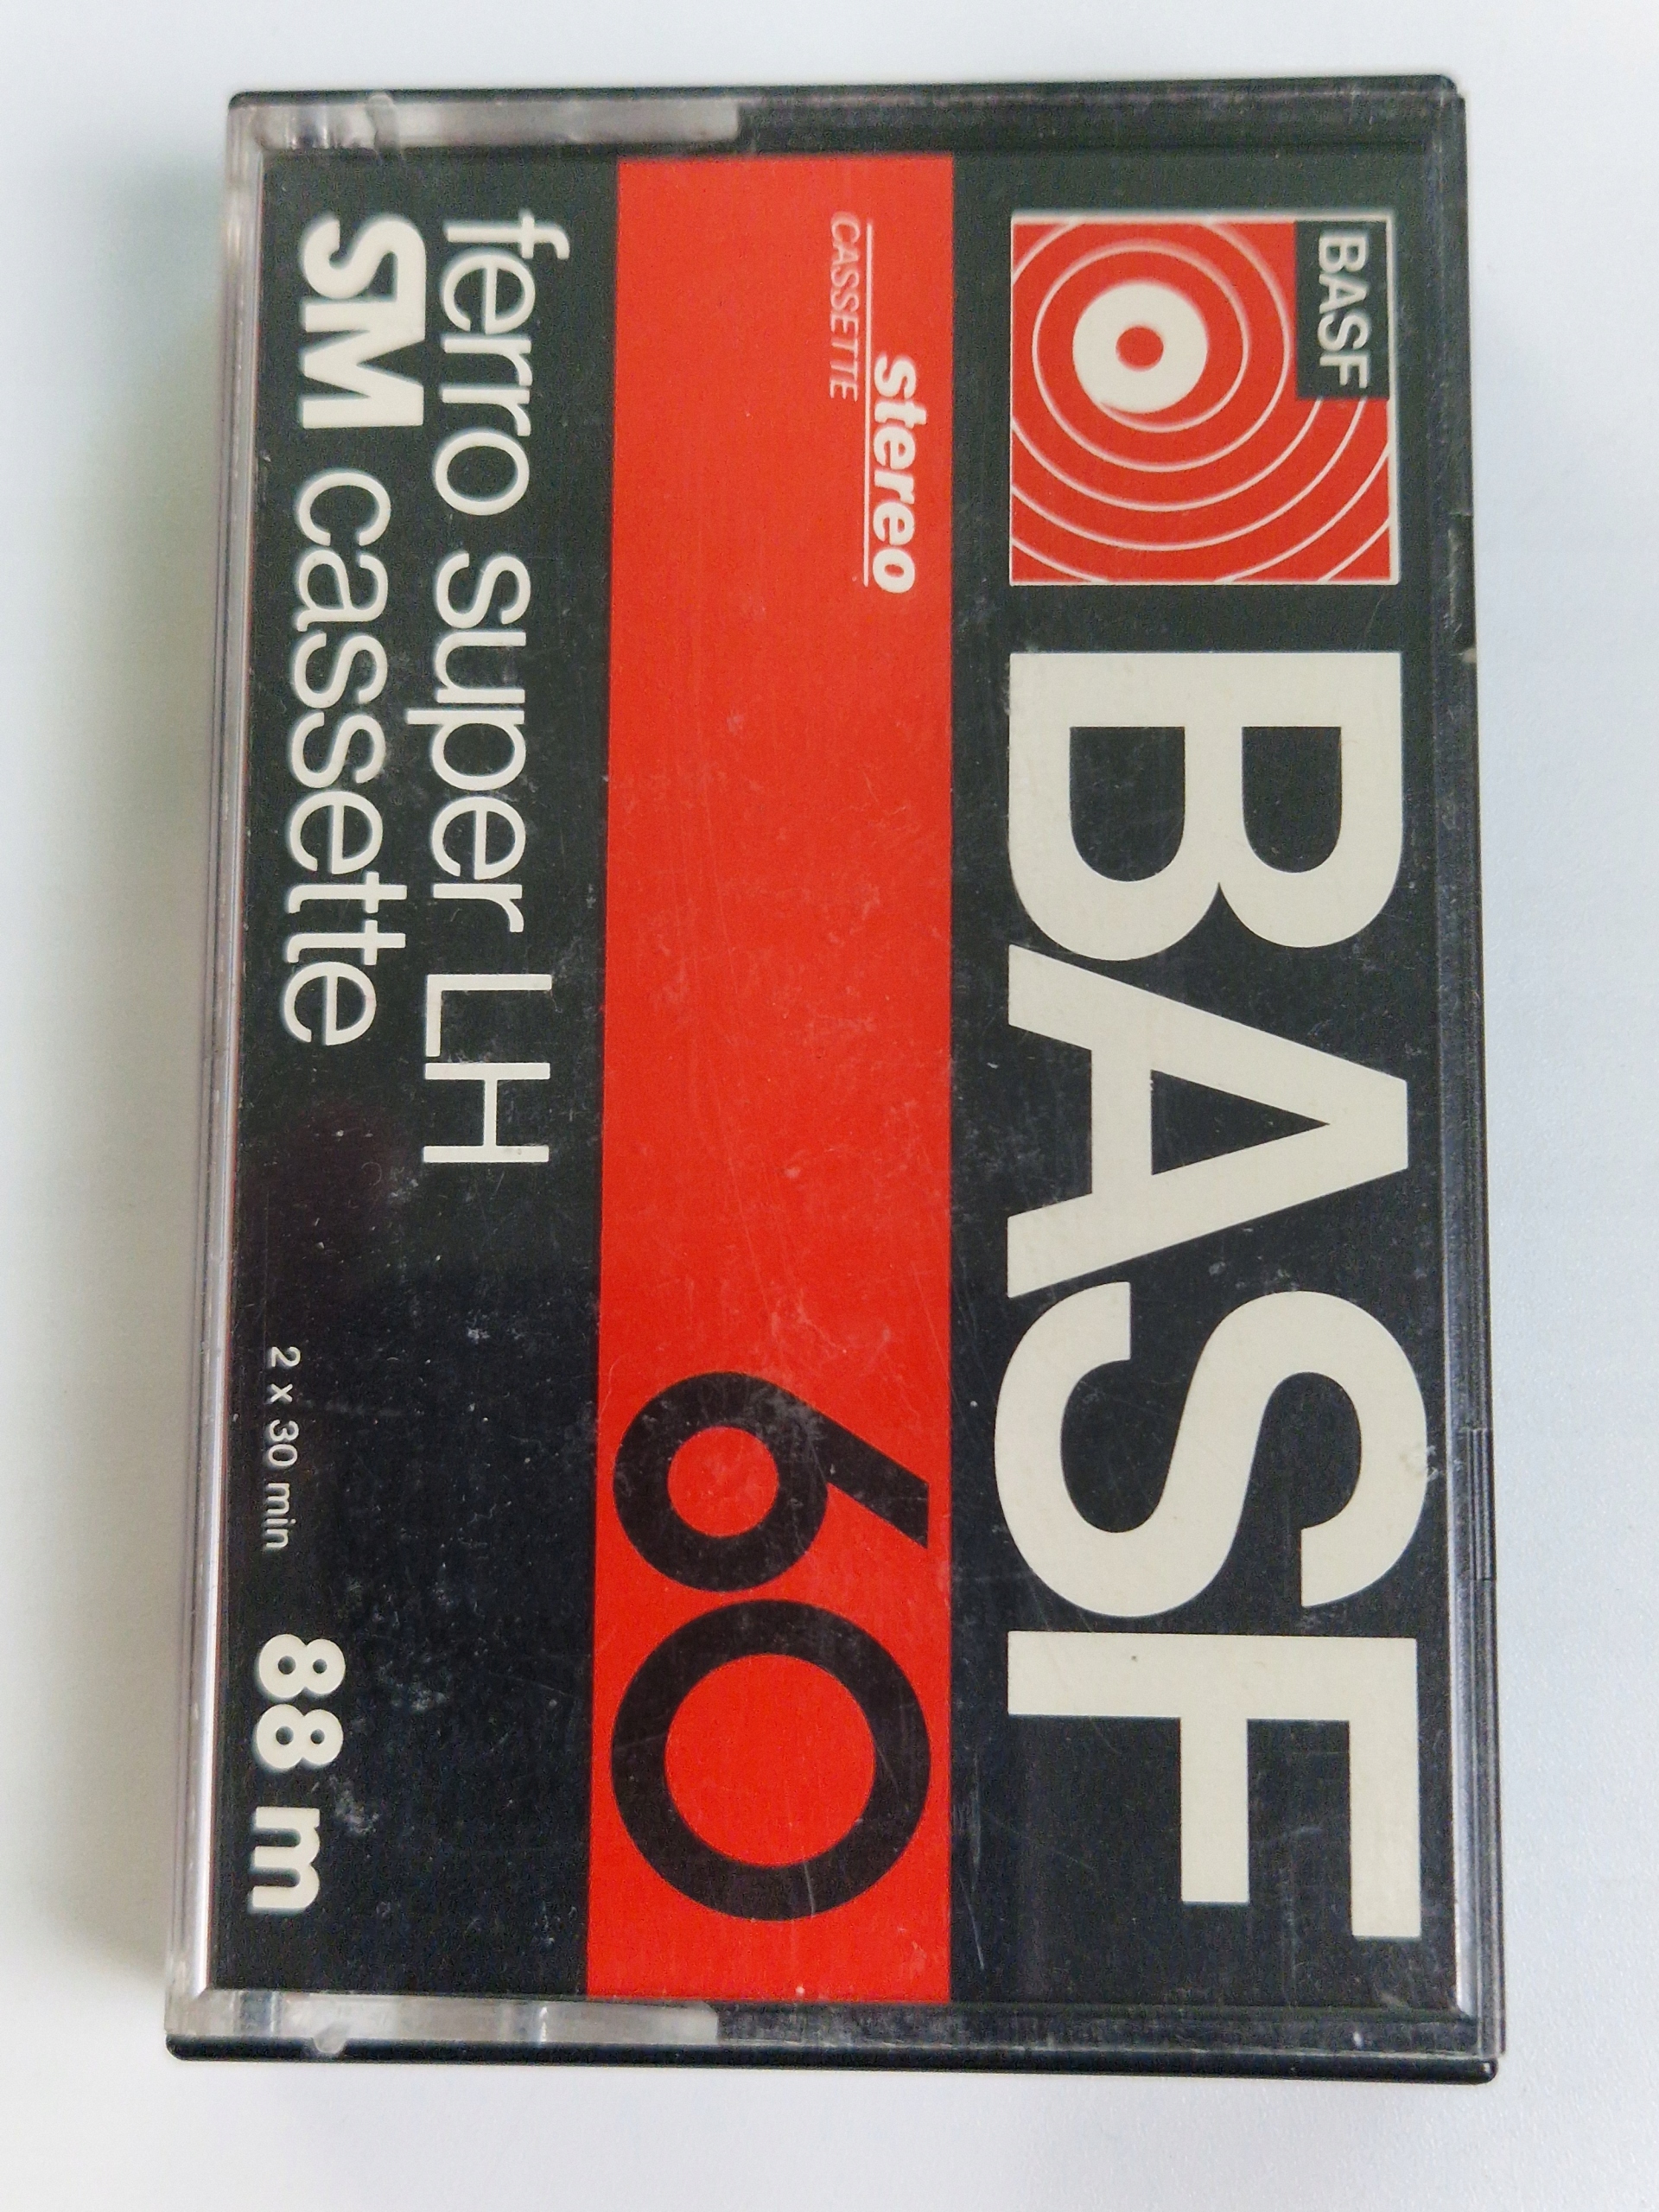 BASF
BASF
stereo
CASSETTE
60
ferro super LH
SM cassette
2 x 30 min 88 m